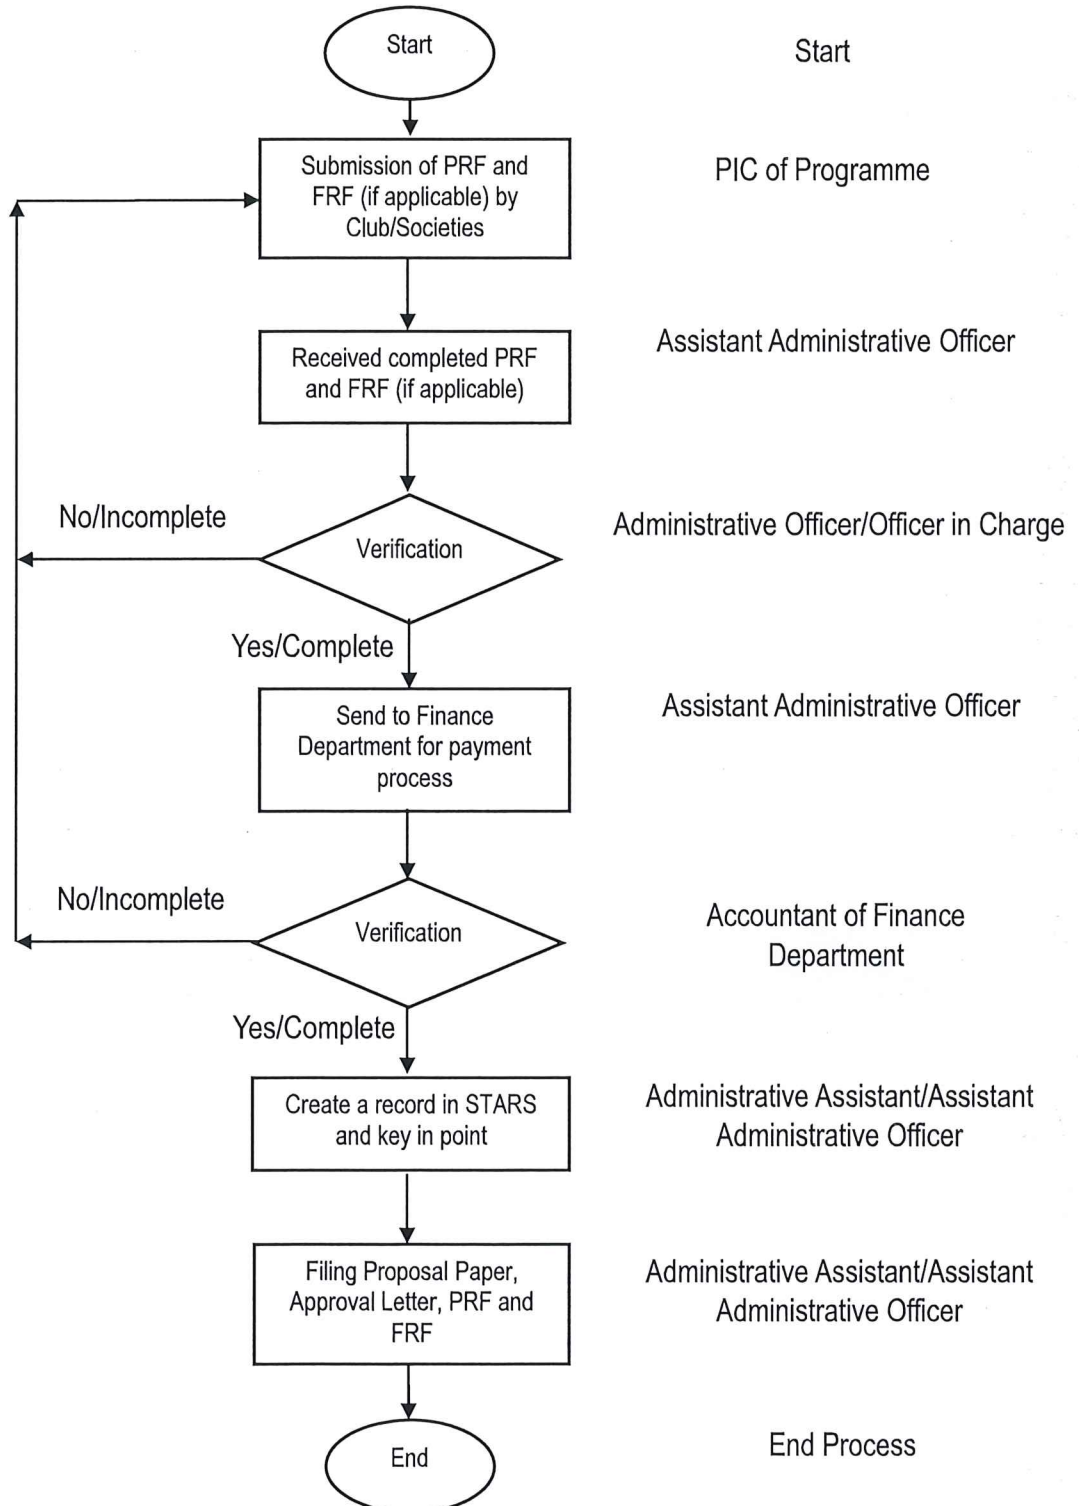 Start
Start
Submission of PRF and
FRF (if applicable) by
Club/Societies
PIC of Programme
Received completed PRF
and FRF (if applicable)
Assistant Administrative Officer
No/Incomplete
Verification
Administrative Officer/Officer in Charge
Yes/Complete
Send to Finance
Department for payment
process
Assistant Administrative Officer
No/Incomplete
Verification
Accountant of Finance
Department
Yes/Complete
Create a record in STARS
and key in point
Administrative Assistant/Assistant
Administrative Officer
Filing Proposal Paper,
Approval Letter, PRF and
FRF
Administrative Assistant/Assistant
Administrative Officer
End
End Process